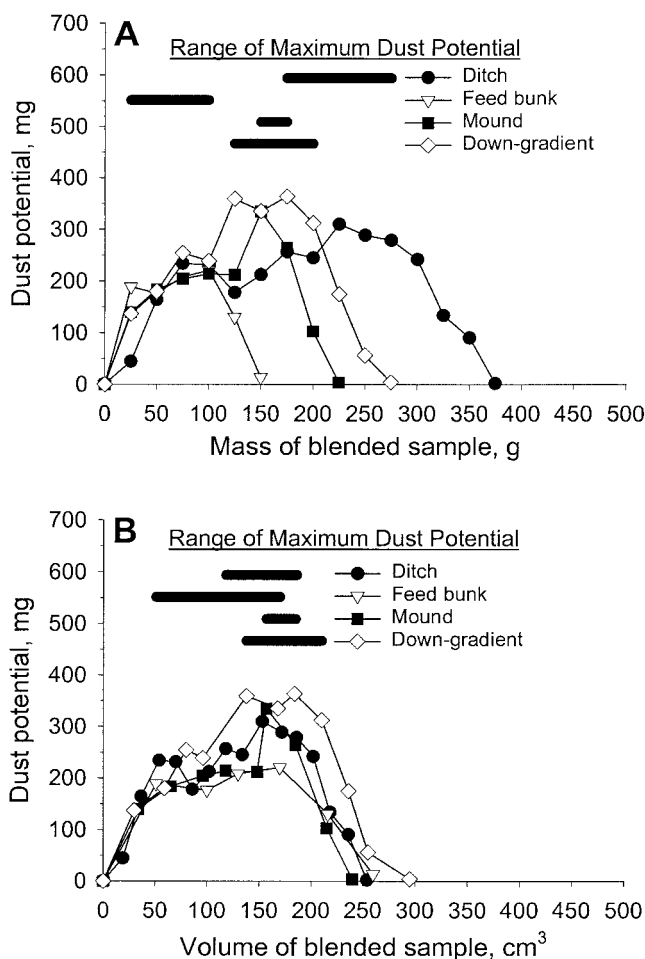 A
Range of Maximum Dust Potential
Ditch
Feed bunk
Mound
Down-gradient
Dust potential, mg
700
600
500
400
300
200
100
0
0 50 100 150 200 250 300 350 400 450 500
Mass of blended sample, g
B
Range of Maximum Dust Potential
Ditch
Feed bunk
Mound
Down-gradient
Dust potential, mg
700
600
500
400
300
200
100
0
0 50 100 150 200 250 300 350 400 450 500
Volume of blended sample, cm³